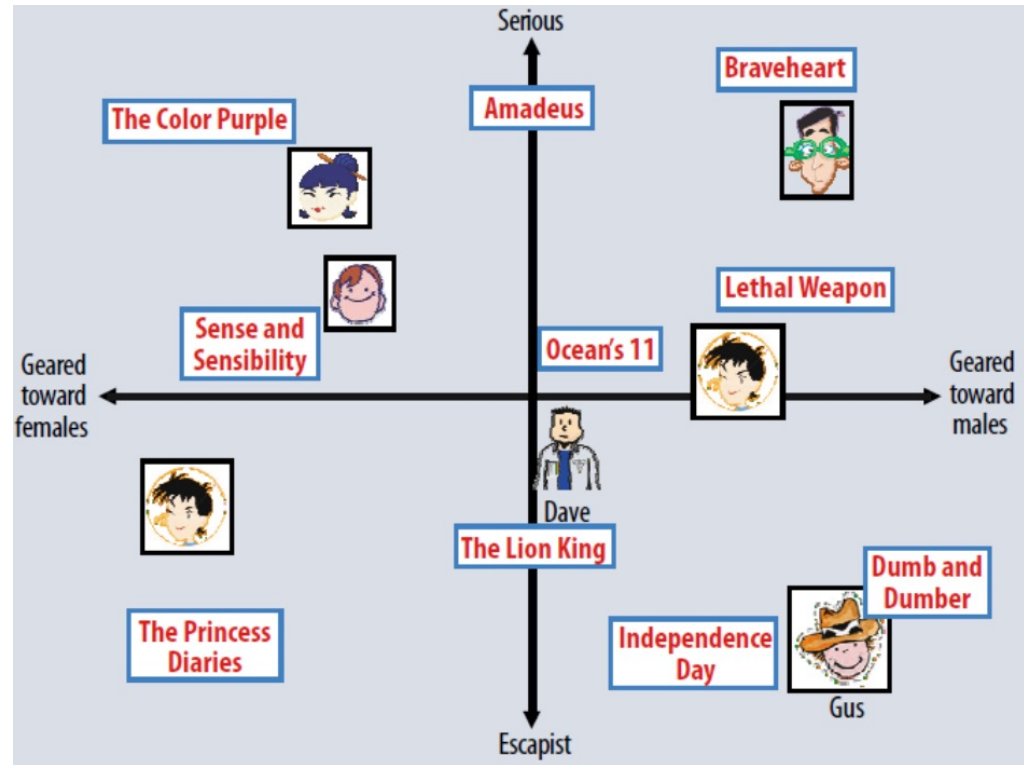 Serious
Braveheart
The Color Purple
Amadeus
Lethal Weapon
Sense and
Sensibility
Ocean's 11
Geared
toward
females
Geared
toward
males
Dave
The Lion King
Dumb and
Dumber
The Princess
Diaries
Independence
Day
Gus
Escapist